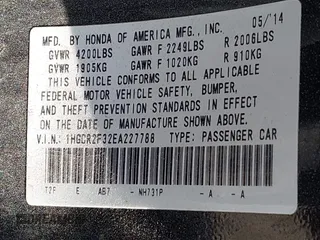 MFD. BY HONDA OF AMERICA MFG., INC. 05/'14
GVWR 4200LBS GAWR F 2249LBS R 2006LBS
GVWR 1905KG GAWR F 1020KG R 910KG
THIS VEHICLE CONFORMS TO ALL APPLICABLE
FEDERAL MOTOR VEHICLE SAFETY, BUMPER,
AND THEFT PREVENTION STANDARDS IN EFFECT
ON THE DATE OF MANUFACTURE
SHOWN ABOVE.
V.I.N.: 1HGCR2F32EA227788 TYPE: PASSENGER CAR
T2F E AB7- NH731P -A -A